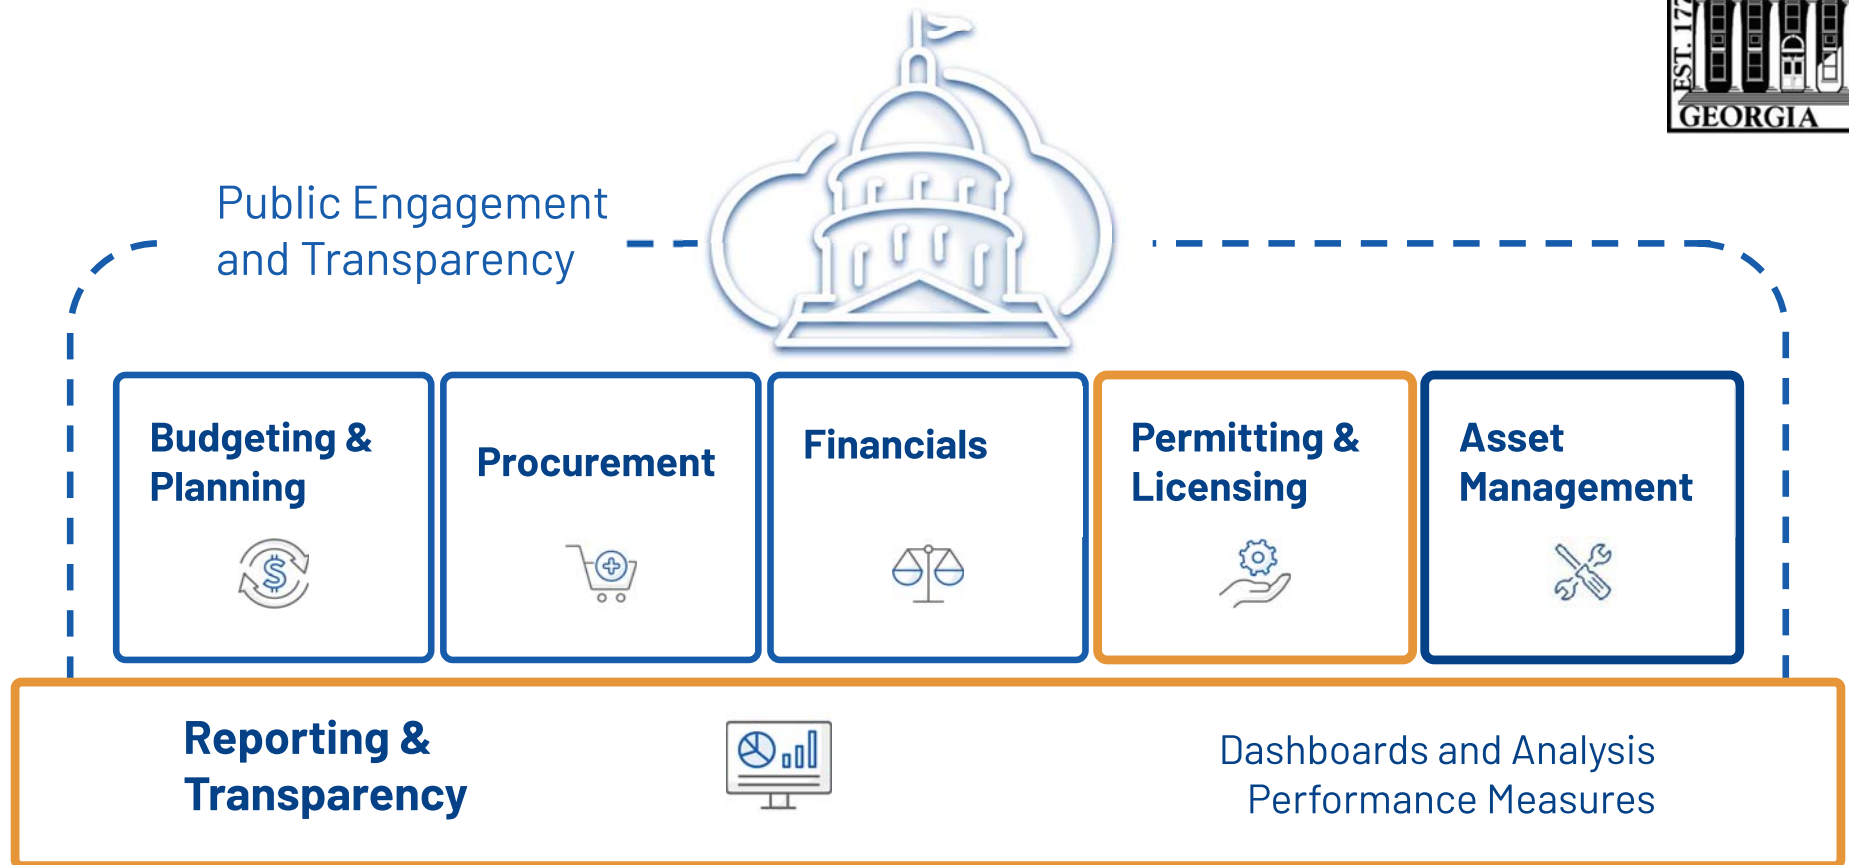 EST. 177
GEORGIA
Public Engagement
and Transparency
Budgeting &
Planning
Procurement
Financials
Permitting &
Licensing
Asset
Management
Reporting &
Transparency
Dashboards and Analysis
Performance Measures